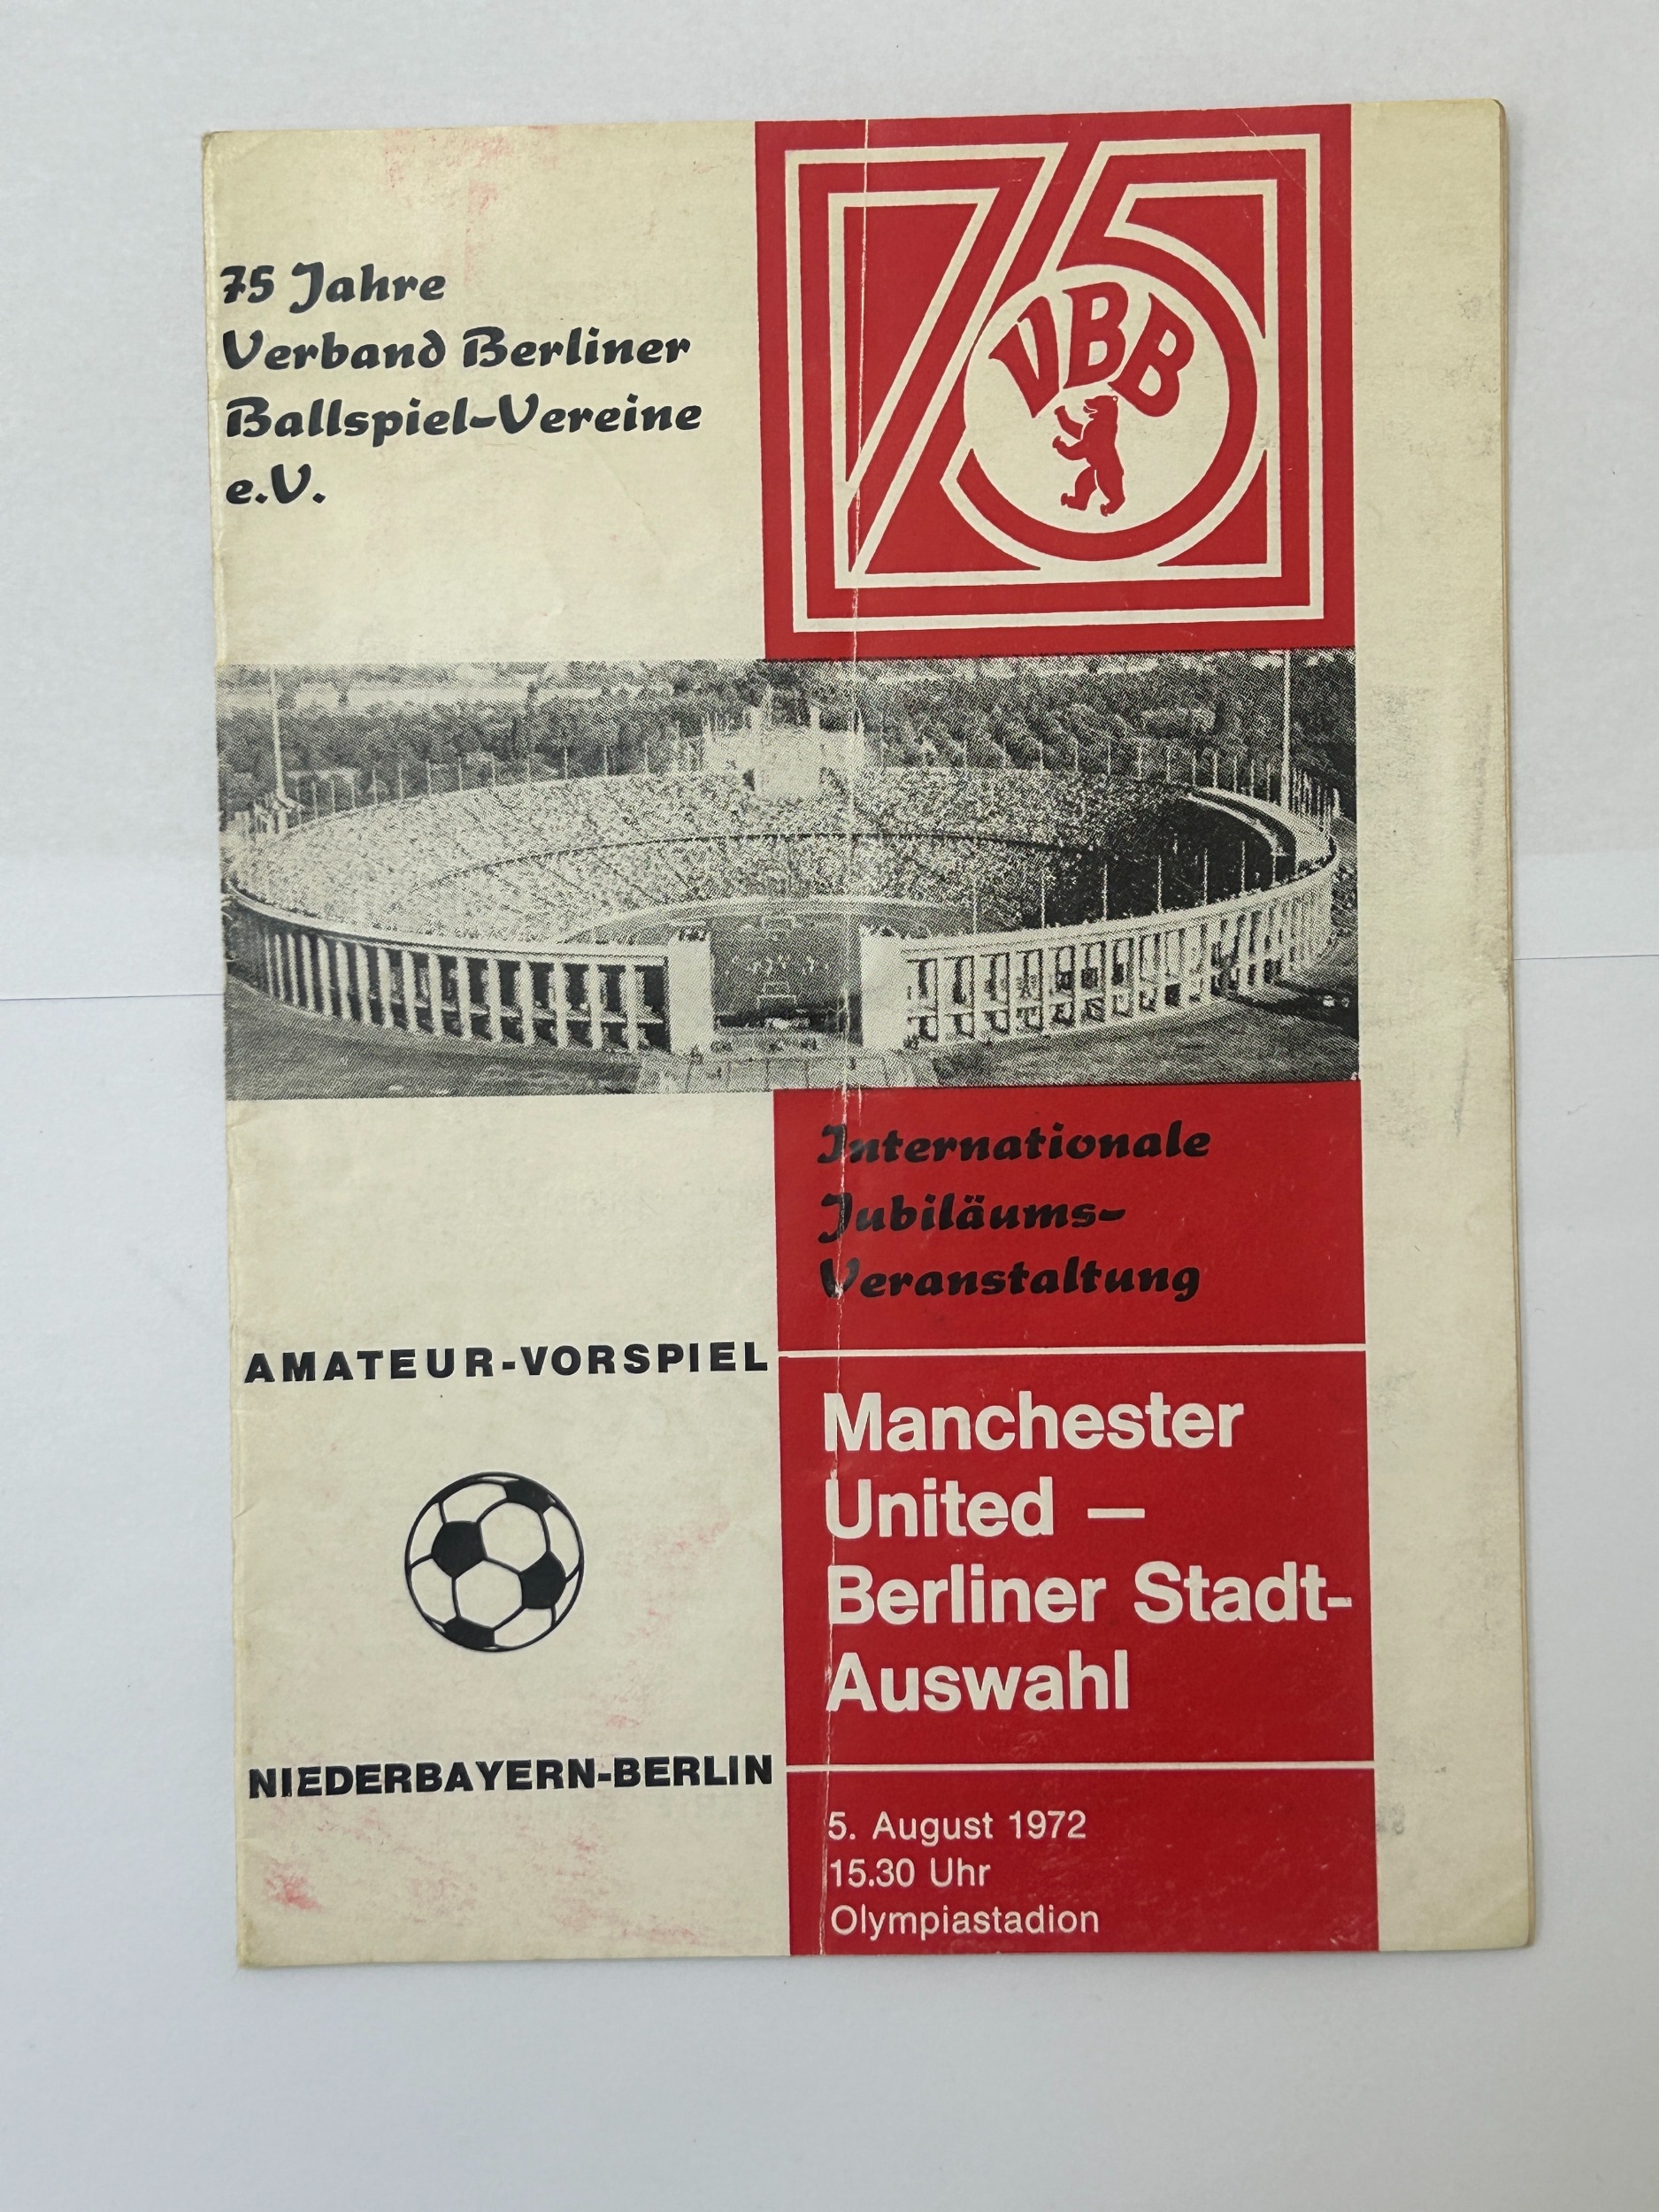 75 Jahre
Verband Berliner
Ballspiel-Vereine
e.V.
75
VBB
Internationale
Jubiläums-
Veranstaltung
AMATEUR-VORSPIEL
NIEDERBAYERN-BERLIN
Manchester
United –
Berliner Stadt-
Auswahl
5. August 1972
15.30 Uhr
Olympiastadion